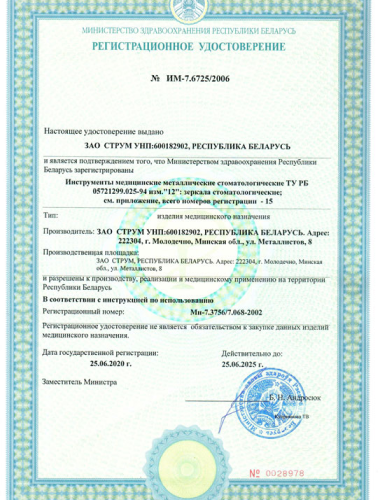 МИНИСТЕРСТВО ЗДРАВООХРАНЕНИЯ РЕСПУБЛИКИ БЕЛАРУСЬ
РЕГИСТРАЦИОННОЕ УДОСТОВЕРЕНИЕ
№ ИМ-7.6725/2006
Настоящее удостоверение выдано
ЗАО СТРУМ УНП:600182902, РЕСПУБЛИКА БЕЛАРУСЬ
и является подтверждением того, что Министерством здравоохранения Республики
Беларусь зарегистрированы
Инструменты медицинские металлические стоматологические ТУ РБ
05721299.025-94 изм."12": зеркала стоматологические;
см. приложение, всего номеров регистрации - 15
Тип: изделия медицинского назначения
Производитель: ЗАО СТРУМ УНП:600182902, РЕСПУБЛИКА БЕЛАРУСЬ. Адрес:
222304, г. Молодечно, Минская обл., ул. Металлистов, 8
Производственная площадка:
ЗАО СТРУМ, РЕСПУБЛИКА БЕЛАРУСЬ. Адрес: 222304,г. Молодечно, Минская
обл., ул. Металлистов, 8
и разрешены к производству, реализации и медицинскому применению на территории
Республики Беларусь
В соответствии с инструкцией по использованию
Регистрационный номер: Мн-7.3756/7.068-2002
Регистрационное удостоверение не является обязательством к закупке данных изделий
медицинского назначения.
Дата государственной регистрации: Действительно до:
25.06.2020 г. 25.06.2025 г.
Заместитель Министра
Б. Н. Андросюк
№ 0028978